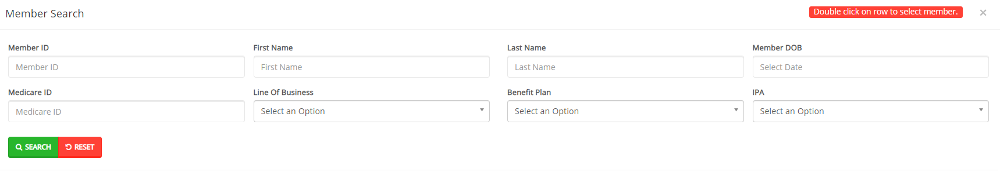 Member Search
Double click on row to select member.
×
Member ID
First Name
Last Name
Member DOB
Member ID
First Name
Last Name
Select Date
Medicare ID
Line Of Business
Benefit Plan
IPA
Medicare ID
Select an Option
Select an Option
Select an Option
SEARCH
RESET